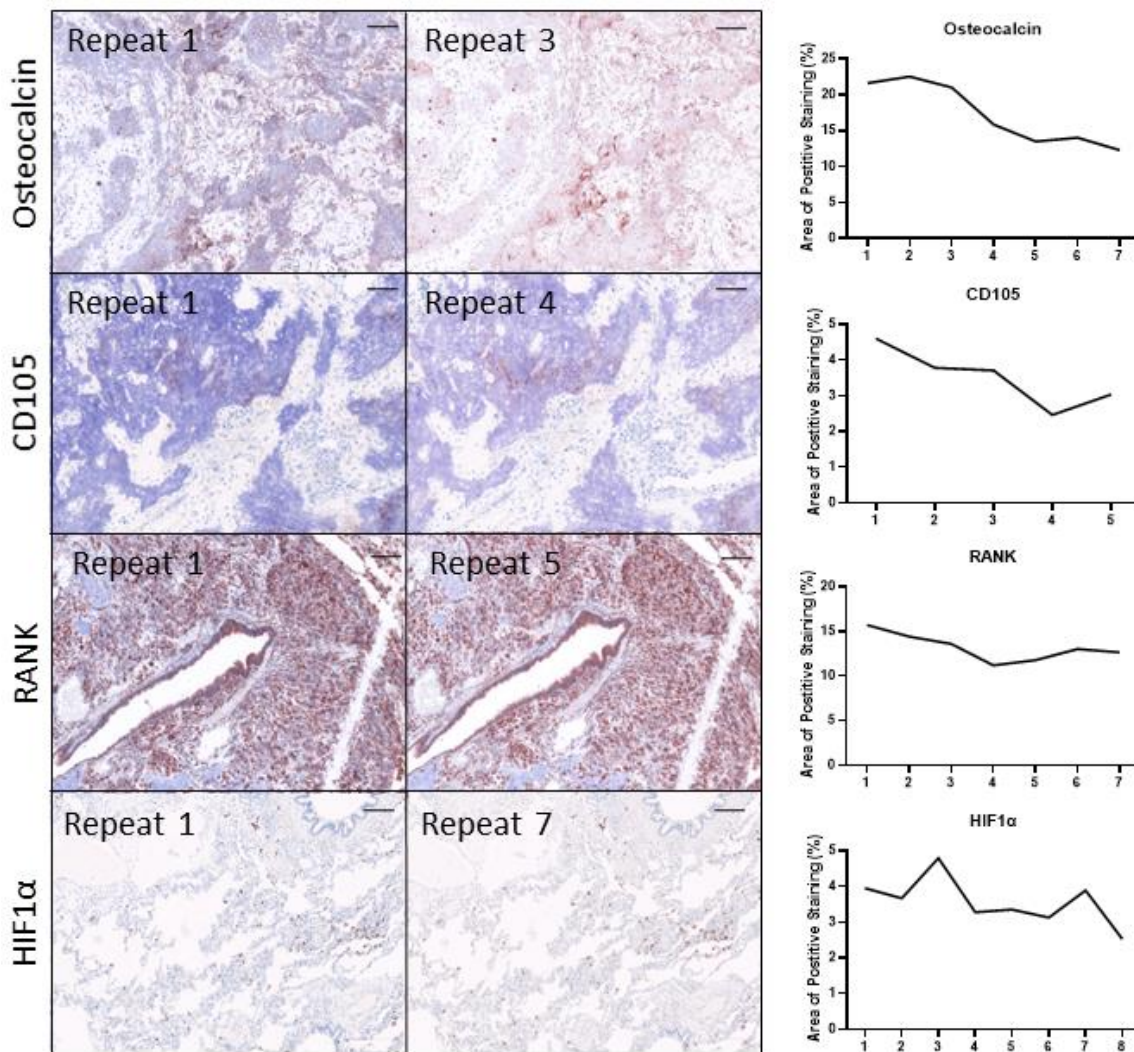 Osteocalcin
Repeat 1
Repeat 3
Osteocalcin
Area of Postitive Staining (%)
25
20
15
10
5
0
1 2 3 4 5 6 7
CD105
Repeat 1
Repeat 4
CD105
Area of Postitive Staining (%)
5
4
3
2
1
0
1 2 3 4 5
RANK
Repeat 1
Repeat 5
RANK
Area of Postitive Staining (%)
20
15
10
5
0
1 2 3 4 5 6 7
HIF1α
Repeat 1
Repeat 7
HIF1α
Area of Postitive Staining (%)
5
4
3
2
1
0
1 2 3 4 5 6 7 8